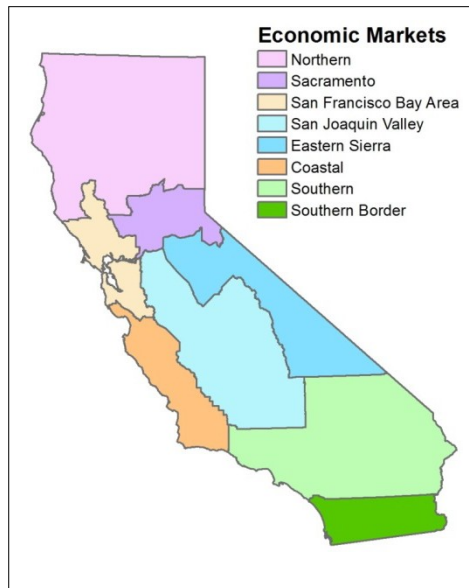 Economic Markets
Northern
Sacramento
San Francisco Bay Area
San Joaquin Valley
Eastern Sierra
Coastal
Southern
Southern Border